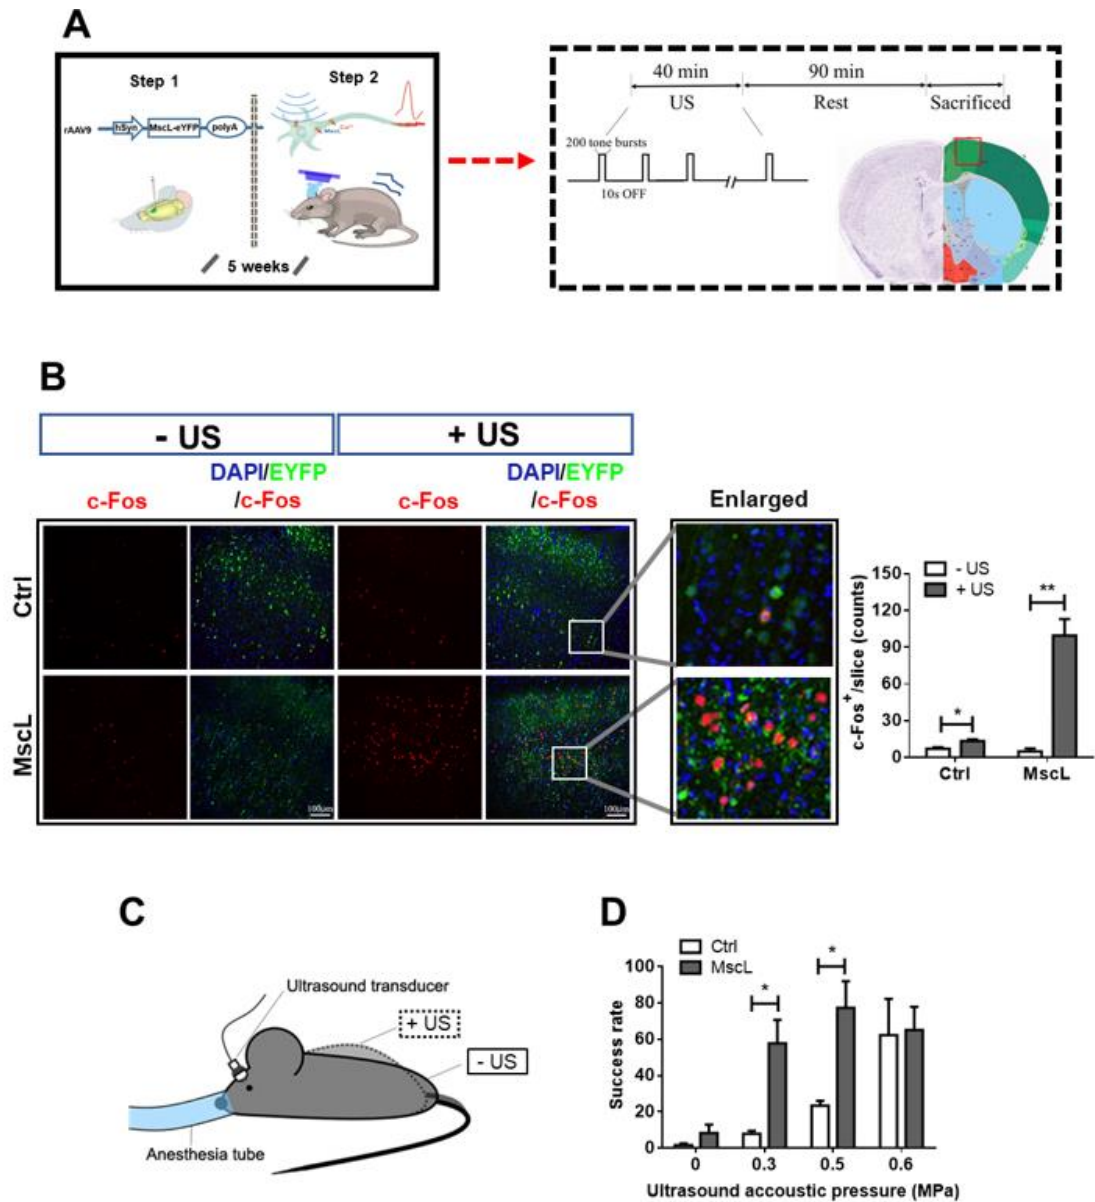 A
Step 1
Step 2
rAAV9 hSyn MscL-eYFP polyA
MscL Ca²⁺
5 weeks
40 min 90 min
US Rest Sacrificed
200 tone bursts
10s OFF
B
- US + US
DAPI/EYFP DAPI/EYFP
c-Fos /c-Fos c-Fos /c-Fos Enlarged
Ctrl
MscL
100μm 100μm
- US
+ US
c-Fos⁺/slice (counts)
150
120
90
60
30
0
* **
Ctrl MscL
C
Ultrasound transducer
+ US
- US
Anesthesia tube
D
Ctrl
MscL
Success rate
100
80
60
40
20
0
* *
0 0.3 0.5 0.6
Ultrasound accoustic pressure (MPa)